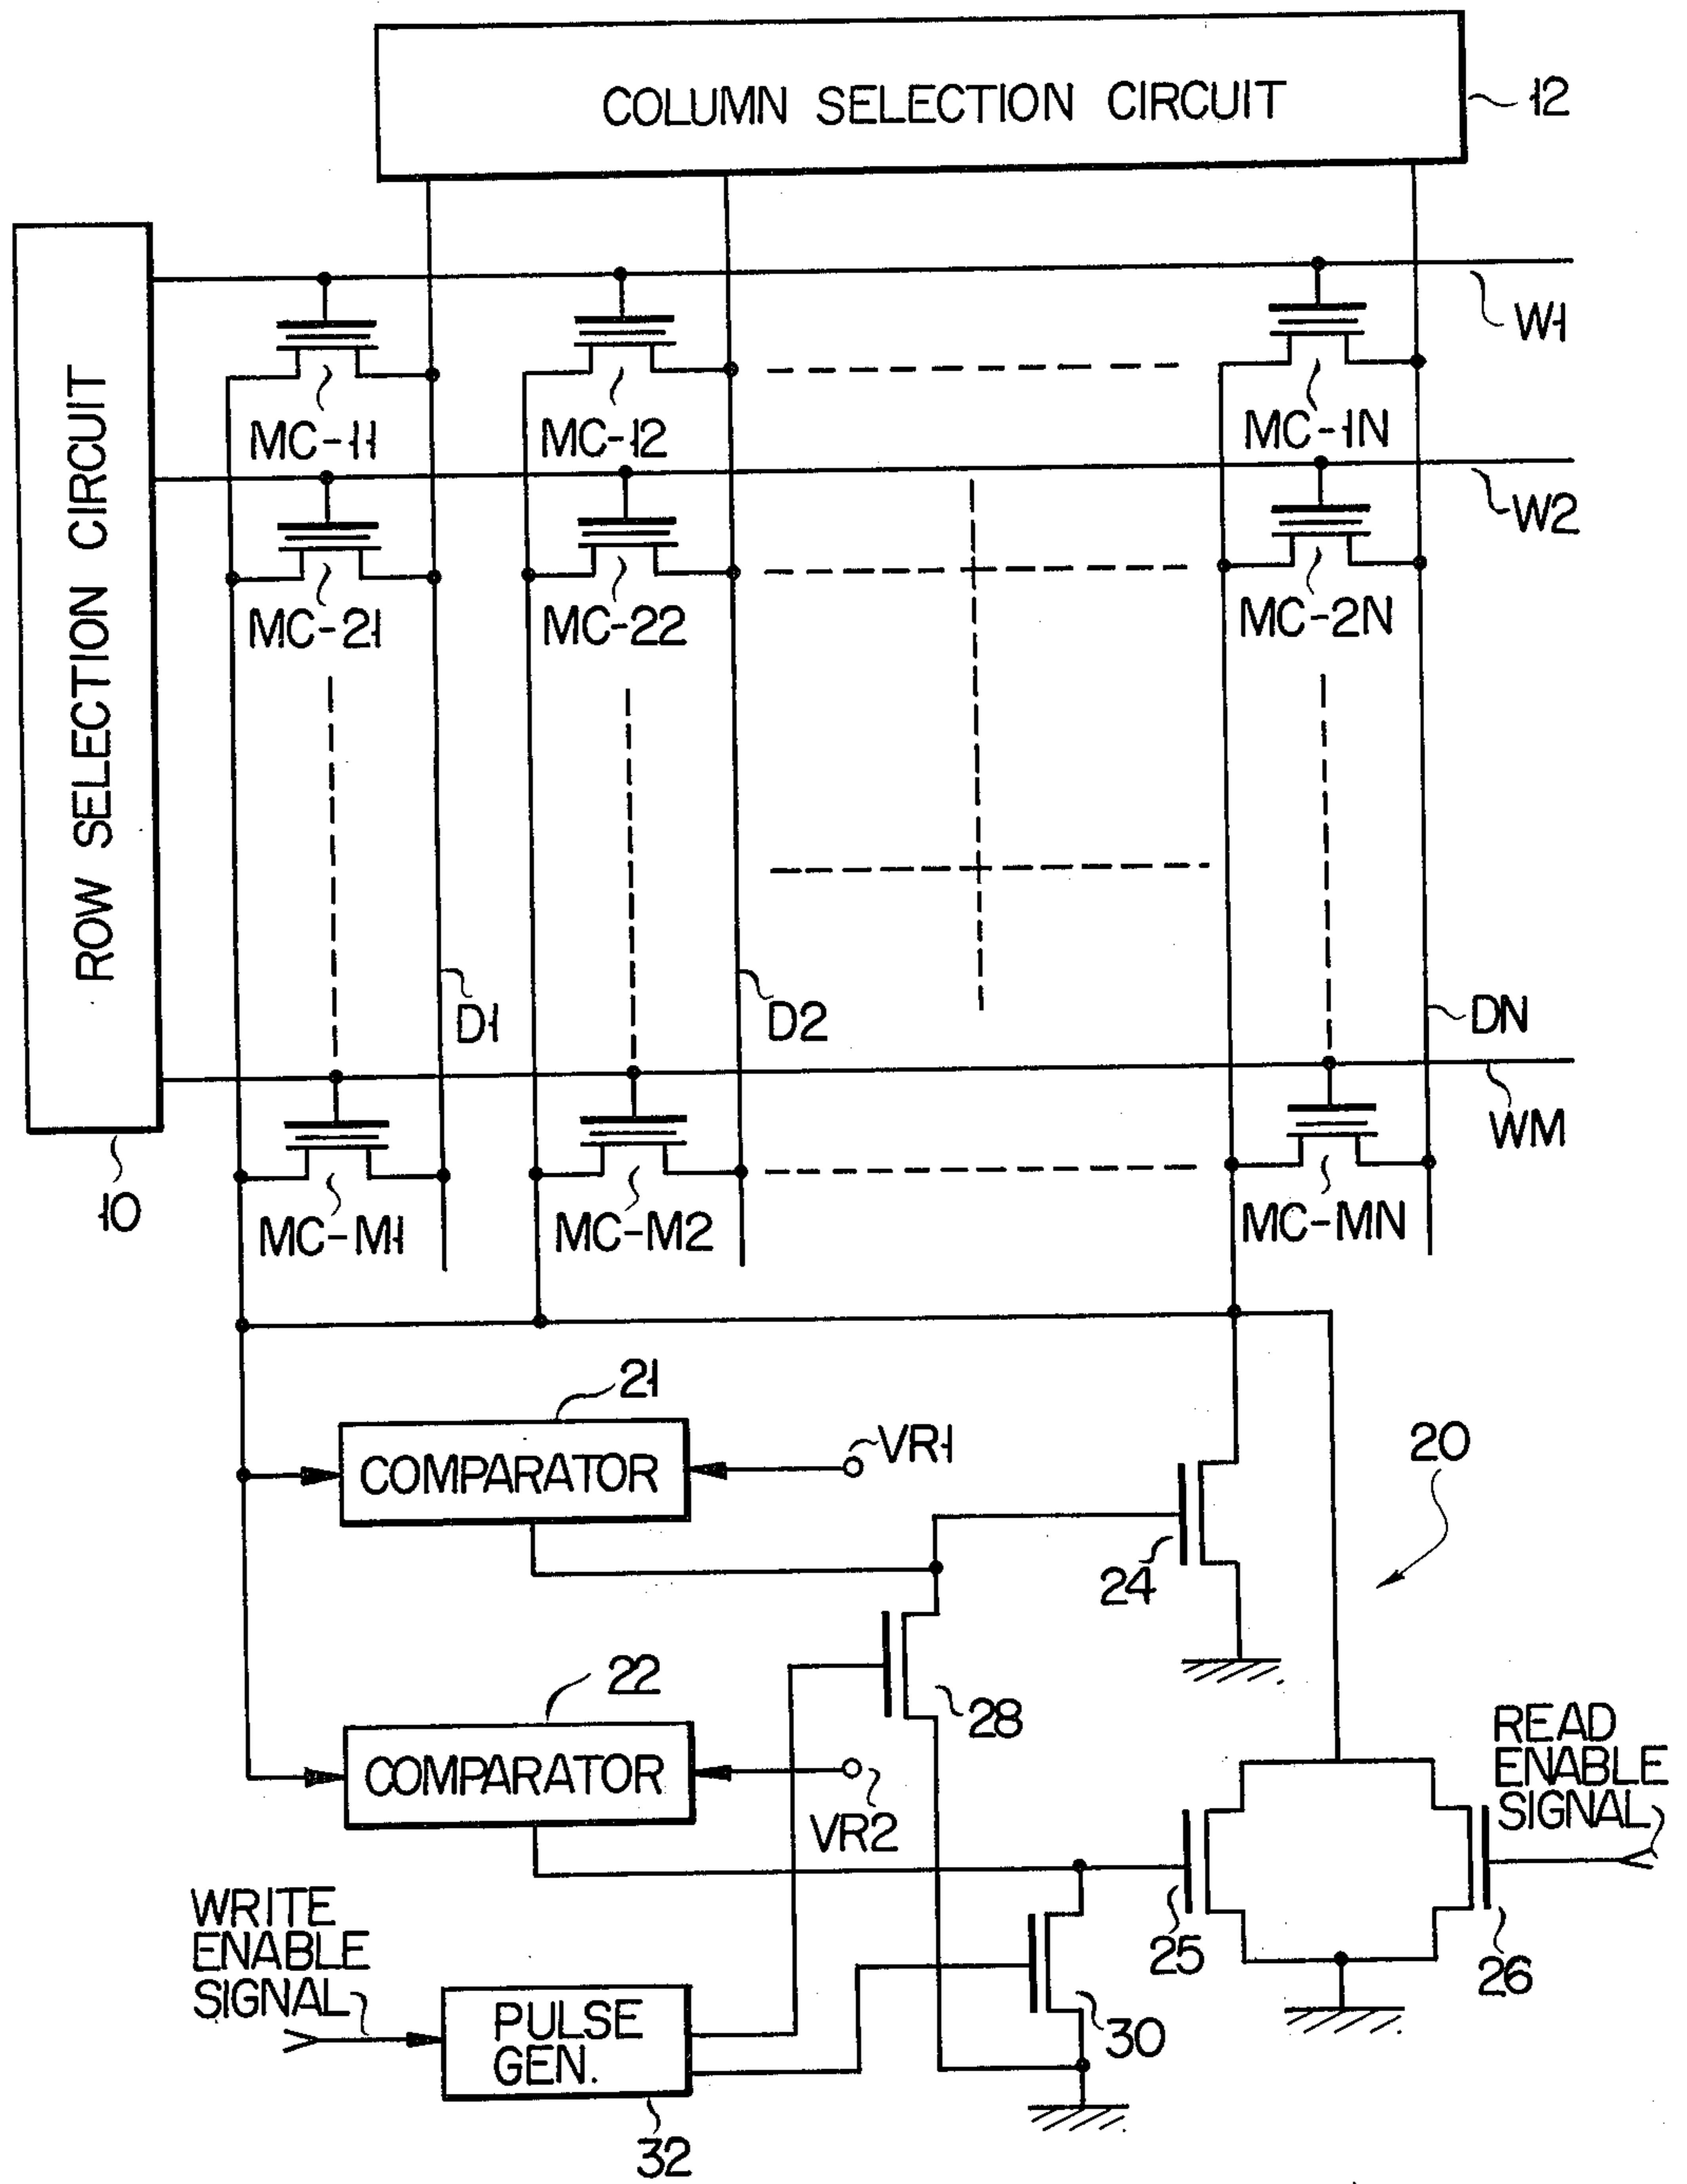 COLUMN SELECTION CIRCUIT
12
ROW SELECTION CIRCUIT
W1
MC-11
MC-12
MC-1N
W2
MC-21
MC-22
MC-2N
D1
D2
DN
WM
10
MC-M1
MC-M2
MC-MN
21
COMPARATOR
VR1
20
24
22
28
COMPARATOR
VR2
READ
ENABLE
SIGNAL
WRITE
ENABLE
SIGNAL
25
26
PULSE
GEN.
30
32